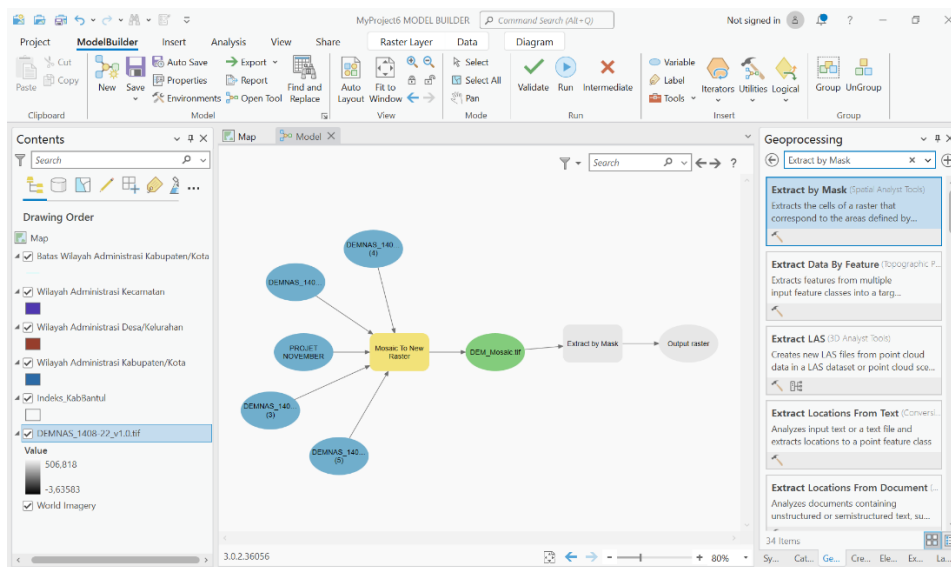 MyProject6 MODEL BUILDER
Command Search (Alt+Q)
Not signed in
?
Project
ModelBuilder
Insert
Analysis
View
Share
Raster Layer
Data
Diagram
Paste
Cut
Copy
Clipboard
New
Save
Auto Save
Properties
Environments
Export
Report
Open Tool
Find and
Replace
Model
Auto
Layout
Fit to
Window
View
Select
Select All
Pan
Mode
Validate
Run
Intermediate
Run
Variable
Label
Tools
Iterators
Utilities
Logical
Insert
Group
UnGroup
Group
Contents
Search
Drawing Order
Map
Batas Wilayah Administrasi Kabupaten/Kota
Wilayah Administrasi Kecamatan
Wilayah Administrasi Desa/Kelurahan
Wilayah Administrasi Kabupaten/Kota
Indeks_KabBantul
DEMNAS_1408-22_v1.0.tif
Value
506,818
-3,63583
World Imagery
Map
Model
Search
?
DEMNAS_140...
(4)
DEMNAS_140...
PROJET
NOVEMBER
DEMNAS_140...
(3)
DEMNAS_140...
(5)
Mosaic To New
Raster
DEM_Mosaic.tif
Extract by Mask
Output raster
3.0.2.36056
80%
Geoprocessing
Extract by Mask
Extract by Mask (Spatial Analyst Tools)
Extracts the cells of a raster that
correspond to the areas defined by...
Extract Data By Feature (Topographic P...
Extracts features from multiple
input feature classes into a targ...
Extract LAS (3D Analyst Tools)
Creates new LAS files from point cloud
data in a LAS dataset or point cloud sce...
Extract Locations From Text (Conversi...
Analyzes input text or a text file and
extracts locations to a point feature class
Extract Locations From Document (...
Analyzes documents containing
unstructured or semistructured text, su...
34 Items
Sy... Cat... Ge... Cre... Ele... Ex... La...